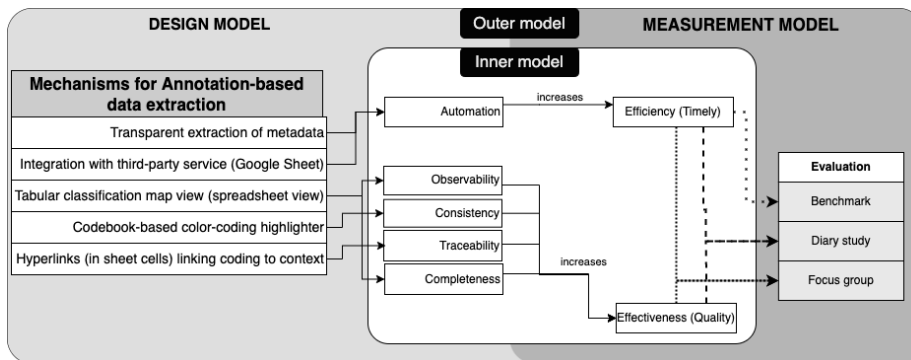 DESIGN MODEL
Outer model
MEASUREMENT MODEL
Inner model
Mechanisms for Annotation-based
data extraction
Transparent extraction of metadata
Integration with third-party service (Google Sheet)
Tabular classification map view (spreadsheet view)
Codebook-based color-coding highlighter
Hyperlinks (in sheet cells) linking coding to context
Automation
increases
Efficiency (Timely)
Observability
Consistency
Traceability
Completeness
increases
Effectiveness (Quality)
Evaluation
Benchmark
Diary study
Focus group